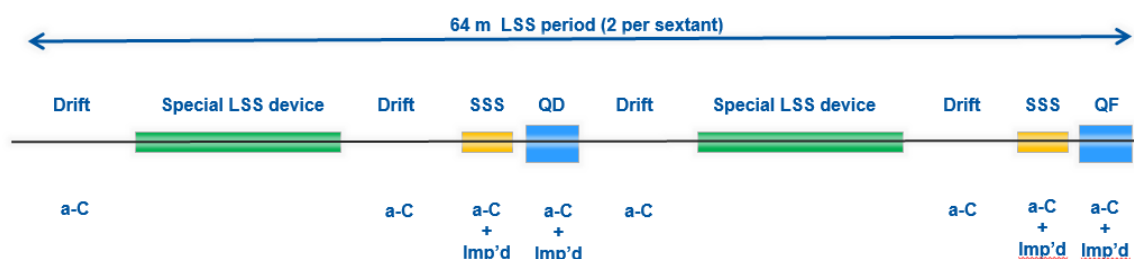 64 m LSS period (2 per sextant)
Drift Special LSS device Drift SSS QD Drift Special LSS device Drift SSS QF
a-C a-C a-C a-C a-C a-C a-C a-C
+ + + +
Imp'd Imp'd Imp'd Imp'd